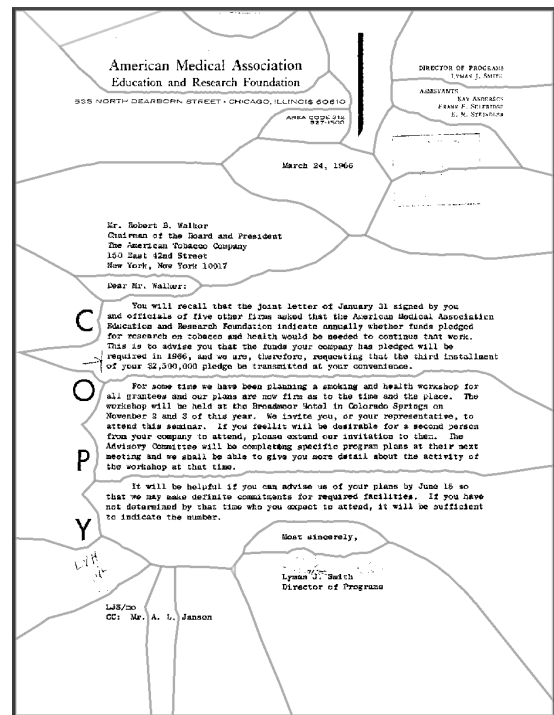 American Medical Association
Education and Research Foundation
535 NORTH DEARBORN STREET • CHICAGO, ILLINOIS 60610
AREA CODE 312
527-1500
DIRECTOR OF PROGRAMS
LYMAN J. SMITH
ASSISTANTS
KAY ANDERSON
E. M. STEINDLER
March 24, 1966
Mr. Robert B. Walker
Chairman of the Board and President
The American Tobacco Company
150 East 42nd Street
New York, New York 10017
Dear Mr. Walker:
You will recall that the joint letter of January 31 signed by you
and officials of five other firms asked that the American Medical Association
Education and Research Foundation indicate annually whether funds pledged
for research on tobacco and health would be needed to continue that work.
This is to advise you that the funds your company has pledged will be
required in 1966, and we are, therefore, requesting that the third installment
of your $2,500,000 pledge be transmitted at your convenience.
For some time we have been planning a smoking and health workshop for
all grantees and our plans are now firm as to the time and the place. The
workshop will be held at the Broadmoor Hotel in Colorado Springs on
November 2 and 3 of this year. We invite you, or your representative, to
attend this seminar. If you feelit will be desirable for a second person
from your company to attend, please extend our invitation to them. The
Advisory Committee will be completing specific program plans at their next
meeting and we shall be able to give you more detail about the activity of
the workshop at that time.
It will be helpful if you can advise us of your plans by June 15 so
that we may make definite commitments for required facilities. If you have
not determined by that time who you expect to attend, it will be sufficient
to indicate the number.
COPY
Most sincerely,
Lyman J. Smith
Director of Programs
LJS/mo
CC: Mr. A. L. Janson